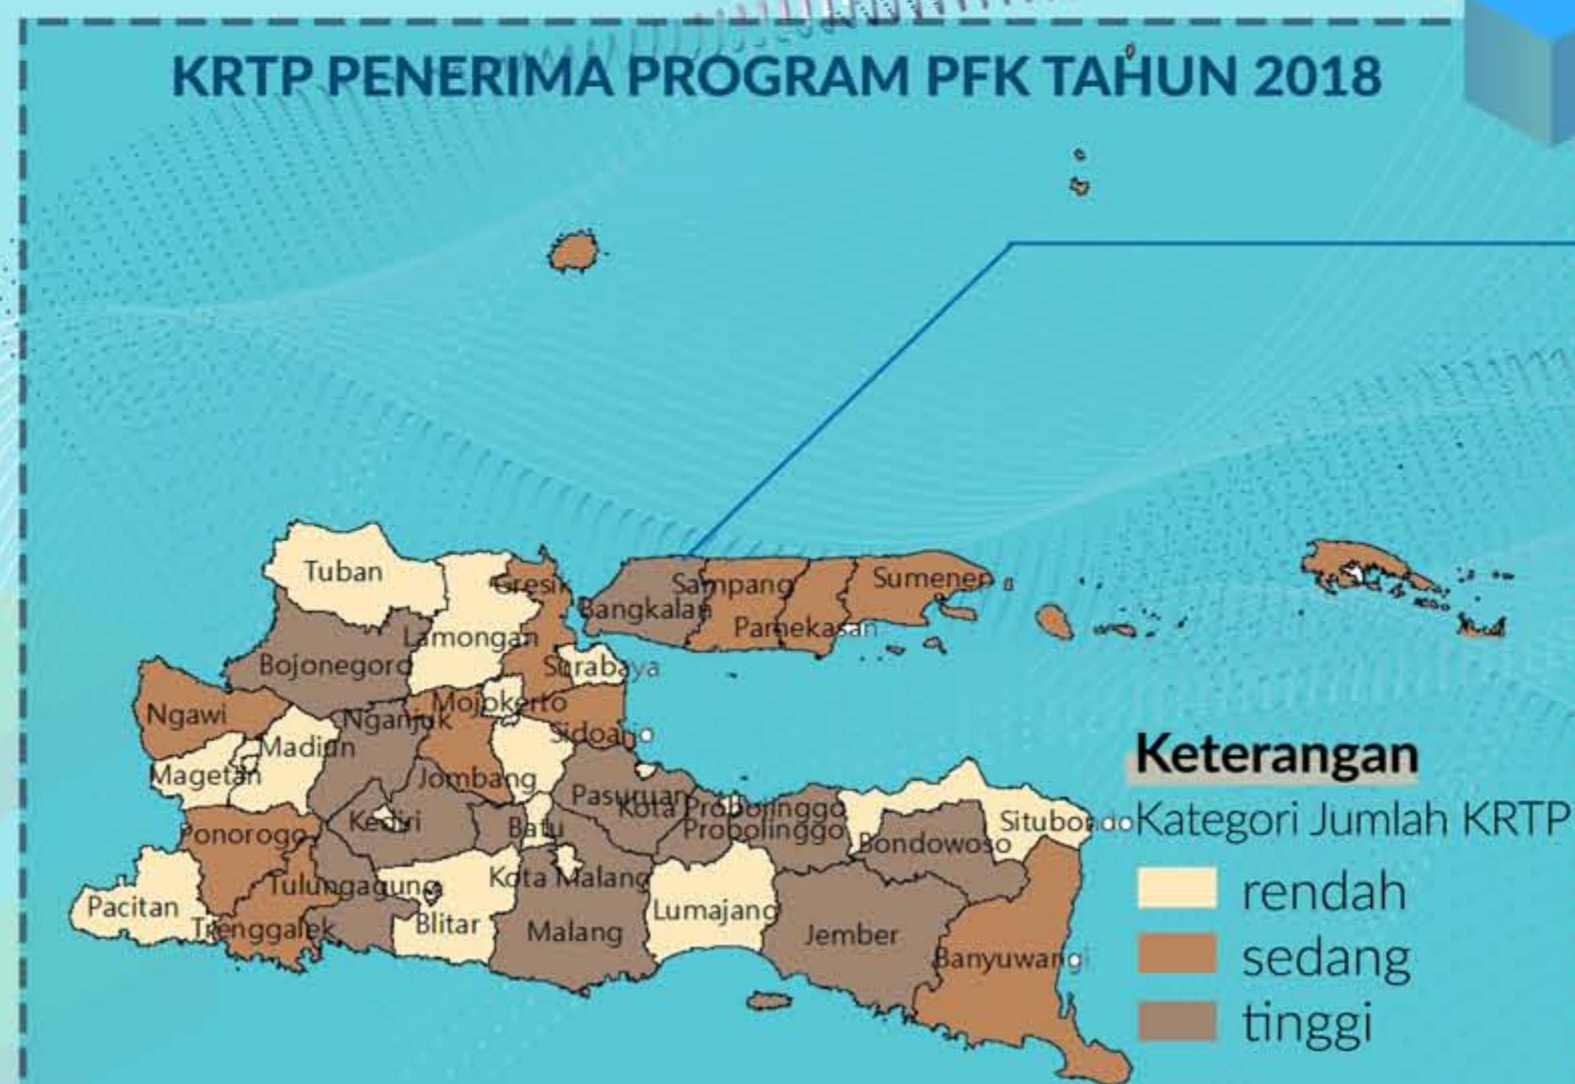 KRTP PENERIMA PROGRAM PFK TAHUN 2018
Tuban
Gresik
Sampang
Sumenep
Bangkalan
Pamekasan
Lamongan
Bojonegoro
Surabaya
Mojokerto
Ngawi
Nganjuk
Sidoarjo
Madiun
Magetan
Jombang
Pasuruan
Kota Probolinggo
Probolinggo
Kediri
Batu
Situbondo
Bondowoso
Ponorogo
Kota Malang
Tulungagung
Pacitan
Trenggalek
Blitar
Malang
Lumajang
Jember
Banyuwangi
Keterangan
Kategori Jumlah KRTP
rendah
sedang
tinggi